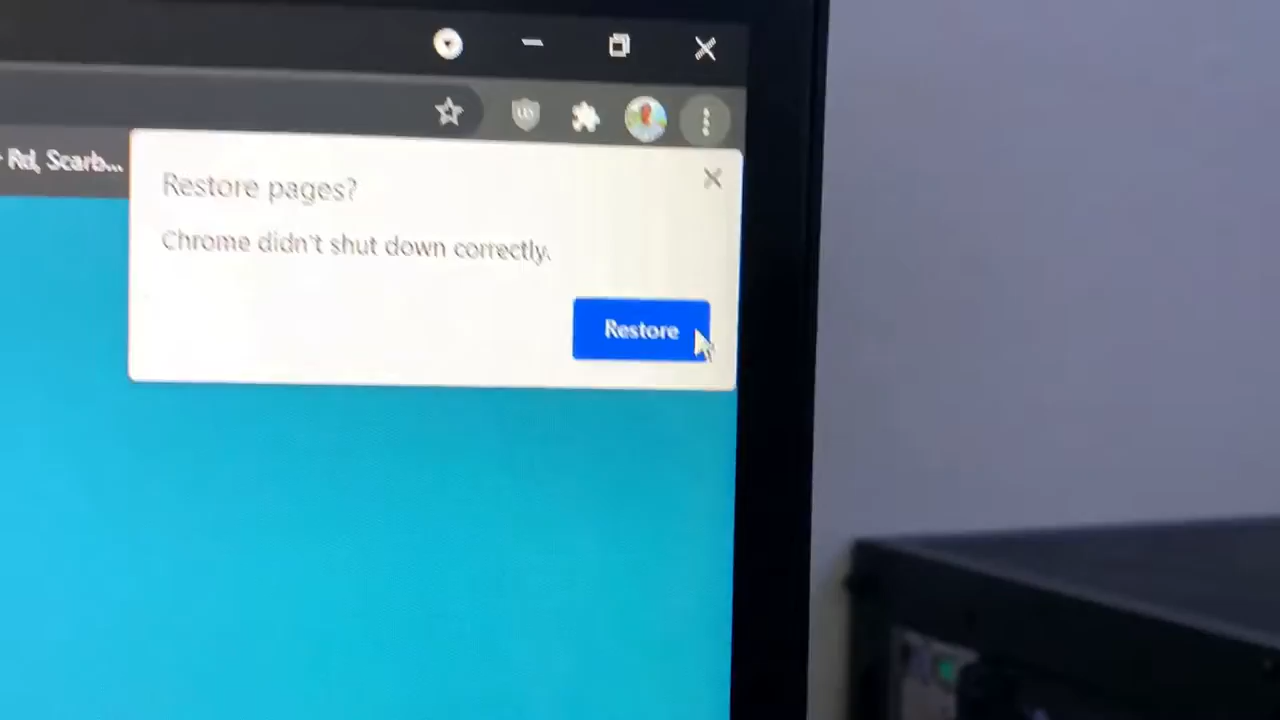 Rd, Scarb...
Restore pages?
Chrome didn't shut down correctly.
Restore